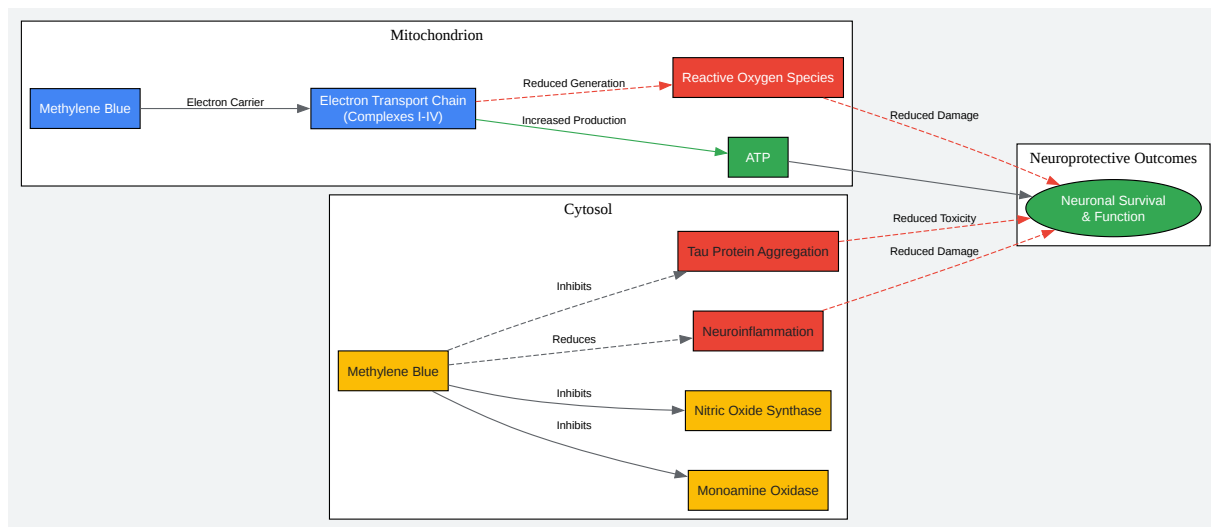 Mitochondrion
Methylene Blue
Electron Carrier
Electron Transport Chain
(Complexes I-IV)
Reduced Generation
Increased Production
Reactive Oxygen Species
ATP
Reduced Damage
Neuroprotective Outcomes
Neuronal Survival
& Function
Cytosol
Methylene Blue
Inhibits
Reduces
Inhibits
Inhibits
Tau Protein Aggregation
Neuroinflammation
Nitric Oxide Synthase
Monoamine Oxidase
Reduced Toxicity
Reduced Damage